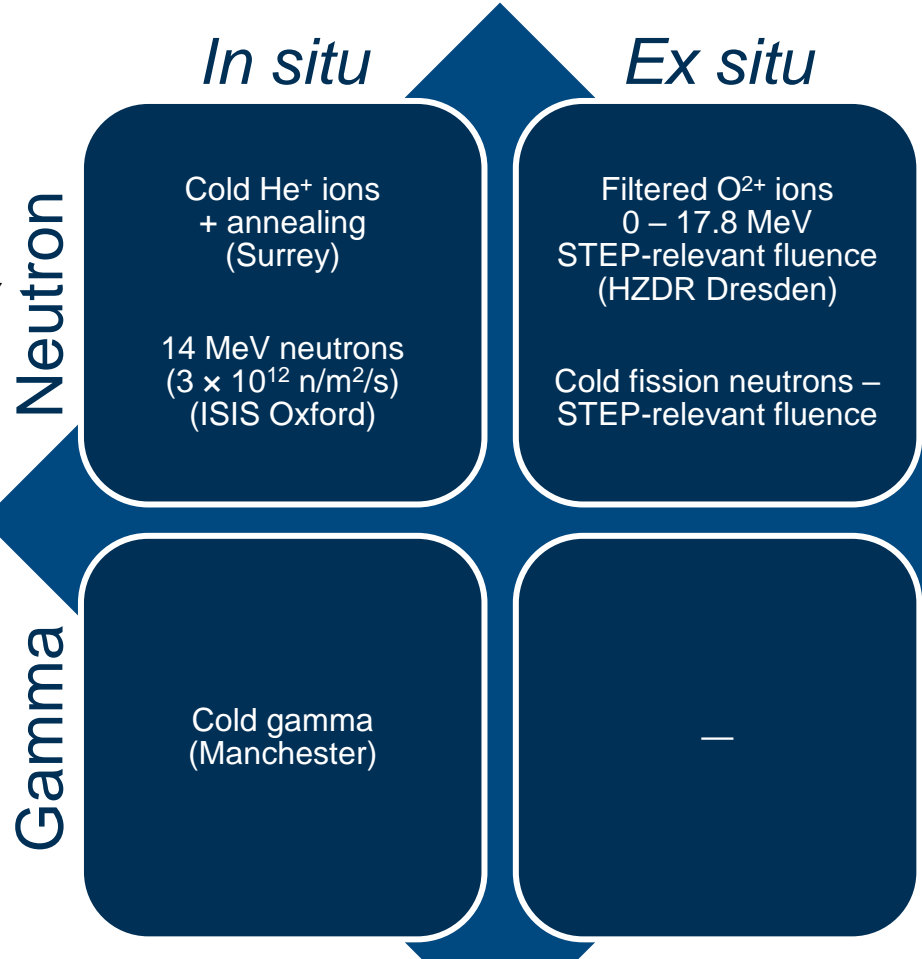 In situ
Ex situ
Neutron
Cold He⁺ ions
+ annealing
(Surrey)
14 MeV neutrons
(3 × 10¹² n/m²/s)
(ISIS Oxford)
Filtered O²⁺ ions
0 – 17.8 MeV
STEP-relevant fluence
(HZDR Dresden)
Cold fission neutrons –
STEP-relevant fluence
Gamma
Cold gamma
(Manchester)
—